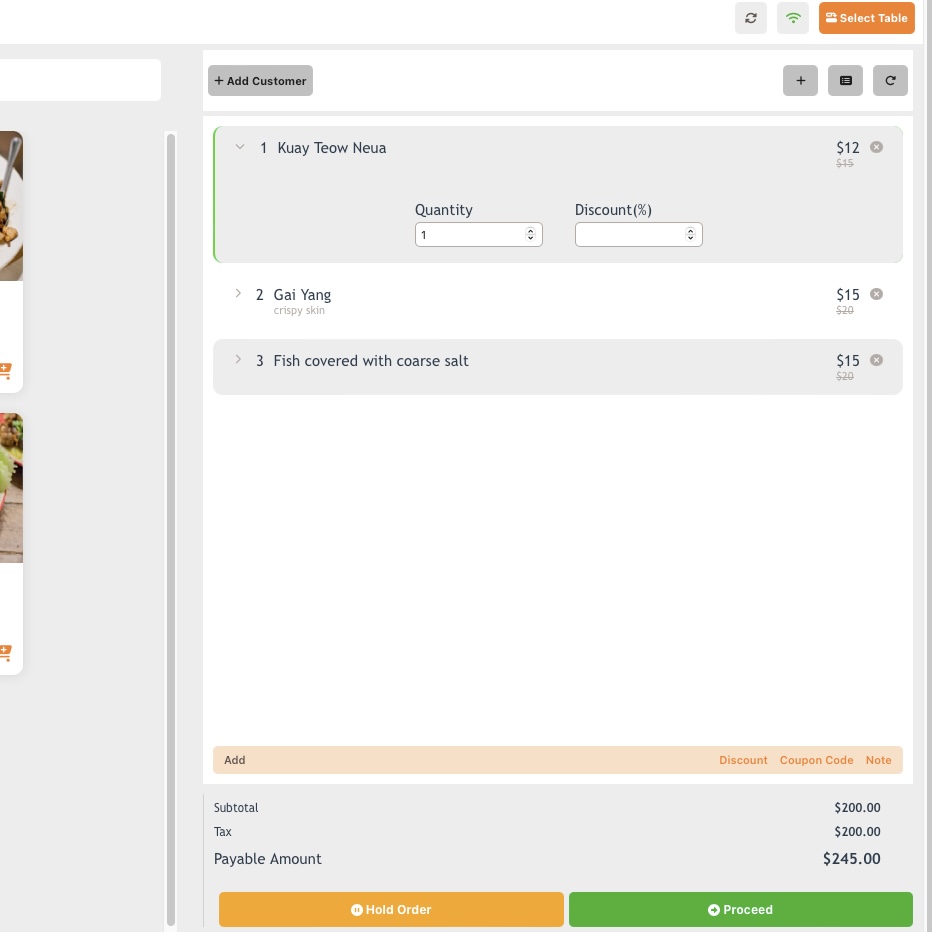 Select Table
+ Add Customer
1 Kuay Teow Neua $12
$15
Quantity Discount(%)
1
2 Gai Yang $15
crispy skin $20
3 Fish covered with coarse salt $15
$20
Add Discount Coupon Code Note
Subtotal $200.00
Tax $200.00
Payable Amount $245.00
Hold Order Proceed